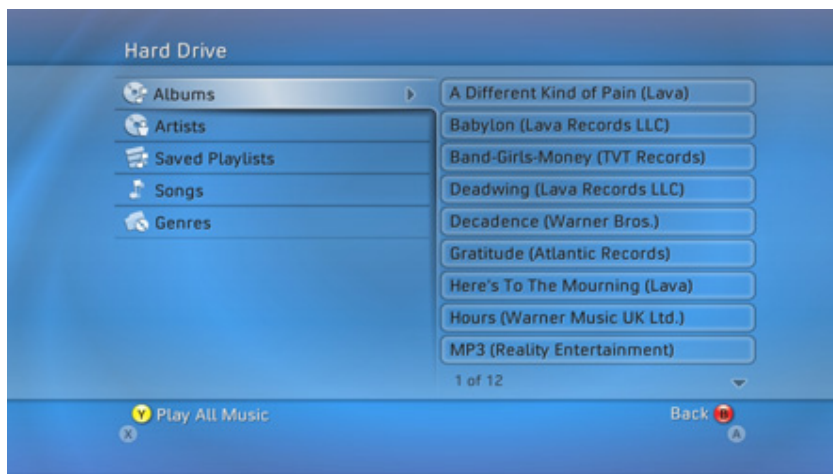 Hard Drive
Albums
Artists
Saved Playlists
Songs
Genres
A Different Kind of Pain (Lava)
Babylon (Lava Records LLC)
Band-Girls-Money (TVT Records)
Deadwing (Lava Records LLC)
Decadence (Warner Bros.)
Gratitude (Atlantic Records)
Here's To The Mourning (Lava)
Hours (Warner Music UK Ltd.)
MP3 (Reality Entertainment)
1 of 12
Y Play All Music
X
Back B
A